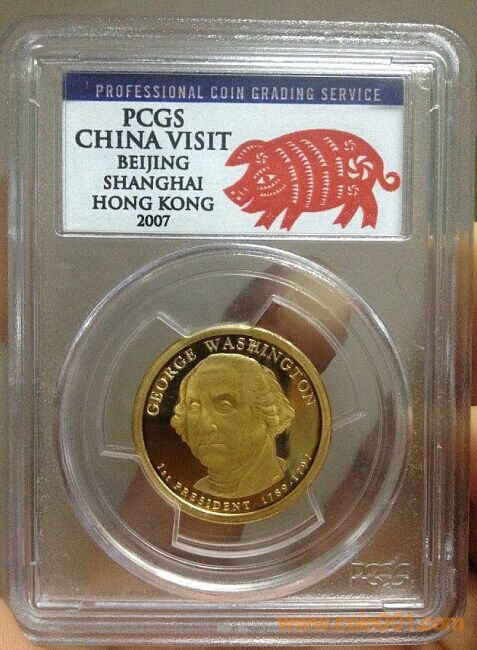 PROFESSIONAL COIN GRADING SERVICE
PCGS
CHINA VISIT
BEIJING
SHANGHAI
HONG KONG
2007
GEORGE WASHINGTON
1st PRESIDENT 1789-1797
PCGS